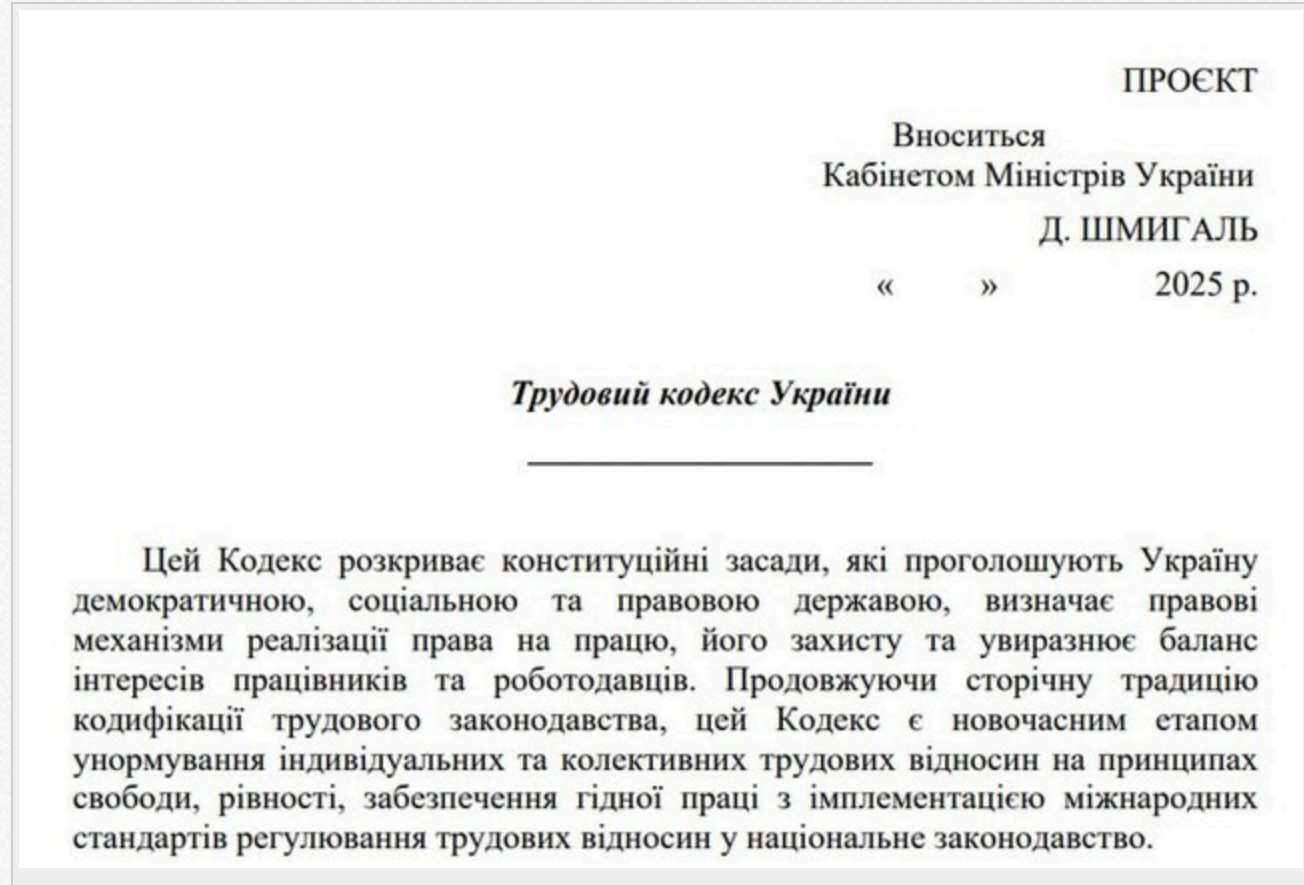 ПРОЄКТ
Вноситься
Кабінетом Міністрів України
Д. ШМИГАЛЬ
« » 2025 р.
Трудовий кодекс України
Цей Кодекс розкриває конституційні засади, які проголошують Україну
демократичною, соціальною та правовою державою, визначає правові
механізми реалізації права на працю, його захисту та увиразнює баланс
інтересів працівників та роботодавців. Продовжуючи сторічну традицію
кодифікації трудового законодавства, цей Кодекс є новочасним етапом
унормування індивідуальних та колективних трудових відносин на принципах
свободи, рівності, забезпечення гідної праці з імплементацією міжнародних
стандартів регулювання трудових відносин у національне законодавство.